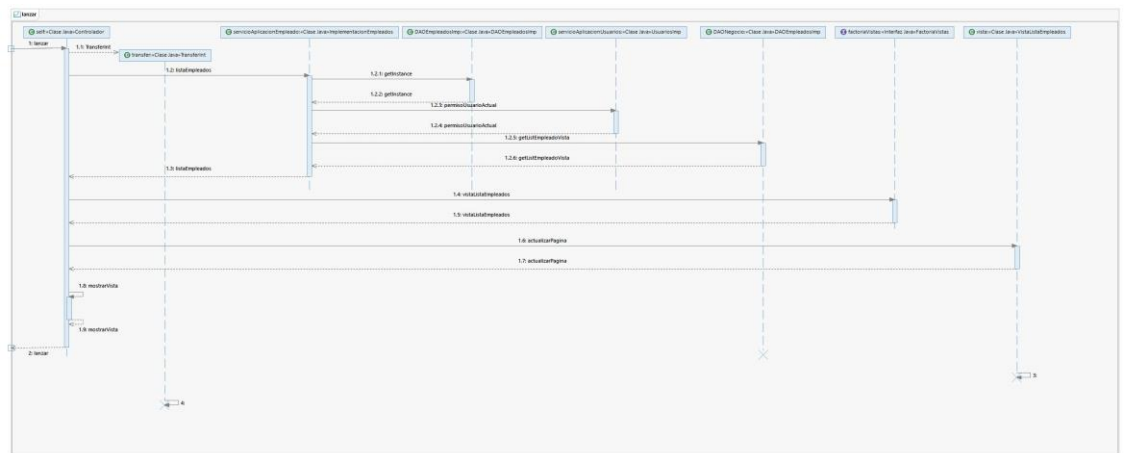 lanzar
self:<Clase Java>Controlador
servicioAplicacionEmpleado:<Clase Java>ImplementacionEmpleados
DAOEmpleadosImp:<Clase Java>DAOEmpleadosImp
servicioAplicacionUsuarios:<Clase Java>UsuariosImp
DAONegocio:<Clase Java>DAOEmpleadosImp
factoriaVistas:<Interfaz Java>FactoriaVistas
vista:<Clase Java>VistaListaEmpleados
1: lanzar
1.1: TransferInt
transfer:<Clase Java>TransferInt
1.2: listaEmpleados
1.2.1: getInstance
1.2.2: getInstance
1.2.3: permisoUsuarioActual
1.2.4: permisoUsuarioActual
1.2.5: getListEmpleadoVista
1.2.6: getListEmpleadoVista
1.3: listaEmpleados
1.4: vistaListaEmpleados
1.5: vistaListaEmpleados
1.6: actualizarPagina
1.7: actualizarPagina
1.8: mostrarVista
1.9: mostrarVista
2: lanzar
3:
4: